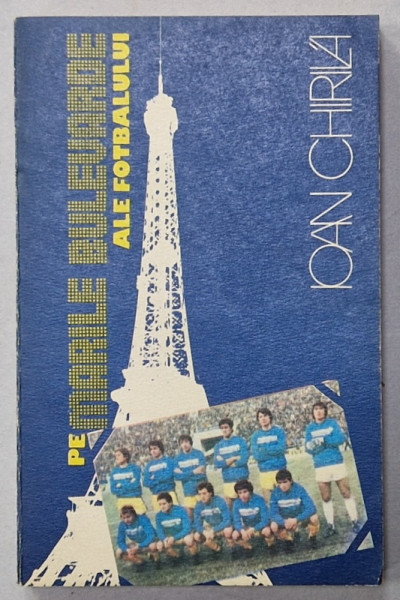 PE MARILE BULEVARDE
ALE FOTBALULUI
IOAN CHIRILĂ